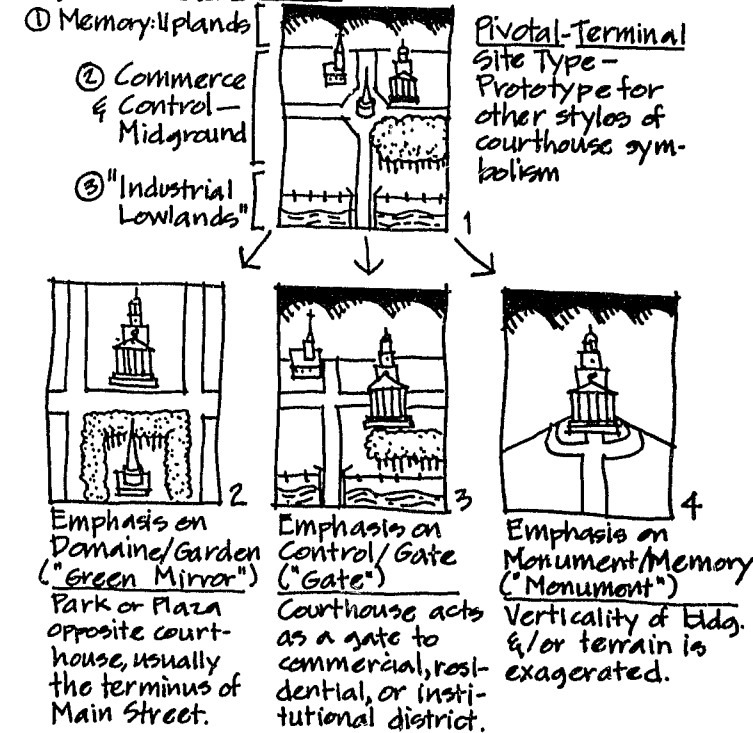 ① Memory: Uplands
② Commerce
& Control—
Midground
③ "Industrial
Lowlands"
1
Pivotal-Terminal
Site Type—
Prototype for
other styles of
courthouse sym-
bolism
2
Emphasis on
Domaine/Garden
("Green Mirror")
Park or Plaza
opposite court-
house, usually
the terminus of
Main Street.
3
Emphasis on
Control/Gate
("Gate")
Courthouse acts
as a gate to
commercial, resi-
dential, or insti-
tutional district.
4
Emphasis on
Monument/Memory
("Monument")
Verticality of bldg.
&/or terrain is
exagerated.